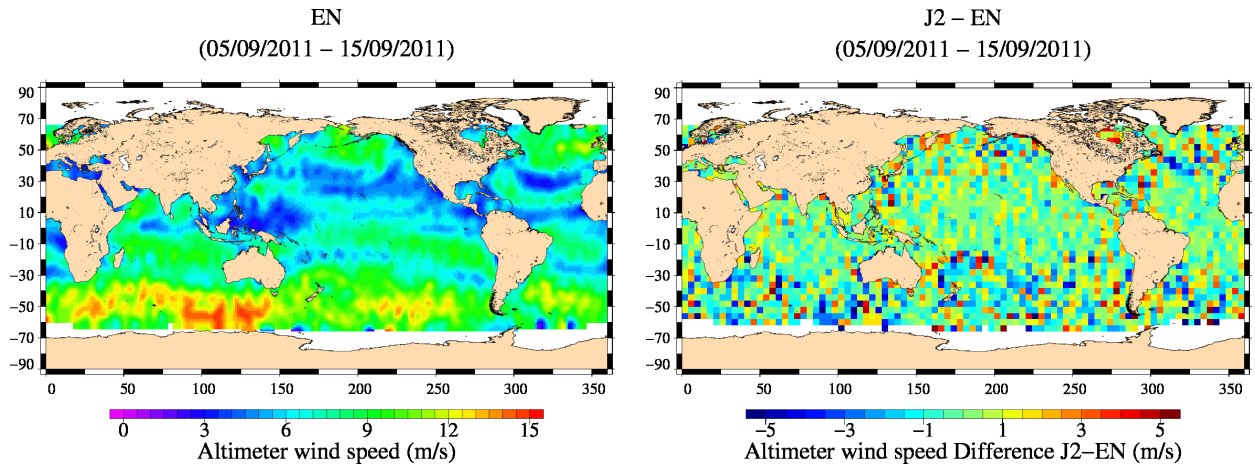 EN
(05/09/2011 – 15/09/2011)
90
70
50
30
10
−10
−30
−50
−70
−90
0 50 100 150 200 250 300 350
0 3 6 9 12 15
Altimeter wind speed (m/s)
J2 – EN
(05/09/2011 – 15/09/2011)
90
70
50
30
10
−10
−30
−50
−70
−90
50 100 150 200 250 300 350
−5 −3 −1 1 3 5
Altimeter wind speed Difference J2−EN (m/s)